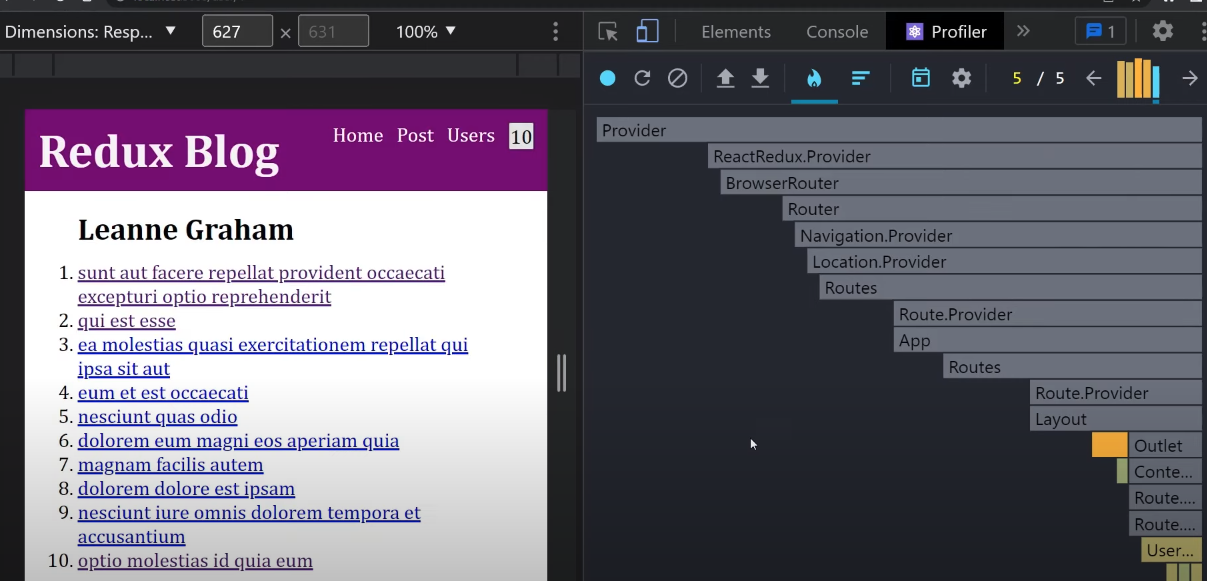 Dimensions: Resp... ▼ 627 × 631 100% ▼
Elements Console Profiler » 1
5 / 5
Redux Blog
Home Post Users 10
Leanne Graham
1. sunt aut facere repellat provident occaecati
excepturi optio reprehenderit
2. qui est esse
3. ea molestias quasi exercitationem repellat qui
ipsa sit aut
4. eum et est occaecati
5. nesciunt quas odio
6. dolorem eum magni eos aperiam quia
7. magnam facilis autem
8. dolorem dolore est ipsam
9. nesciunt iure omnis dolorem tempora et
accusantium
10. optio molestias id quia eum
Provider
ReactRedux.Provider
BrowserRouter
Router
Navigation.Provider
Location.Provider
Routes
Route.Provider
App
Routes
Route.Provider
Layout
Outlet
Conte...
Route....
Route....
User...